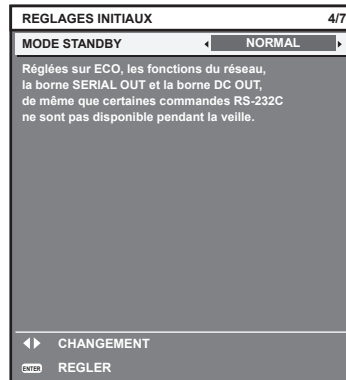 REGLAGES INITIAUX 4/7
MODE STANDBY NORMAL
Réglées sur ECO, les fonctions du réseau,
la borne SERIAL OUT et la borne DC OUT,
de même que certaines commandes RS-232C
ne sont pas disponible pendant la veille.
CHANGEMENT
ENTER REGLER